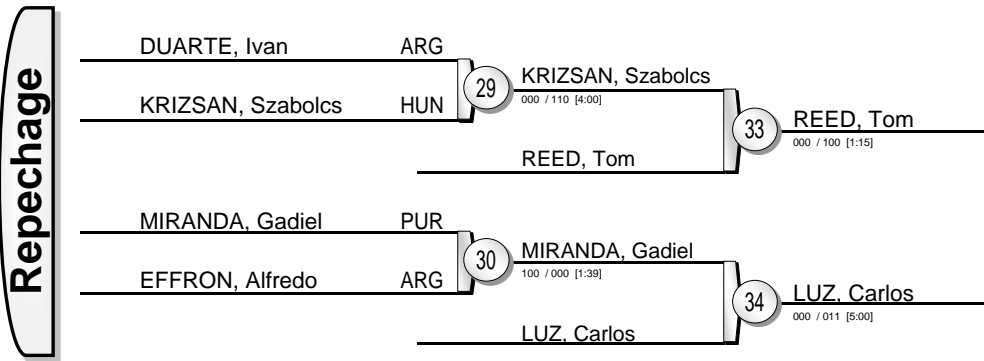 Repechage
DUARTE, Ivan ARG
KRIZSAN, Szabolcs HUN
29
KRIZSAN, Szabolcs
000 / 110 [4:00]
REED, Tom
33
REED, Tom
000 / 100 [1:15]
MIRANDA, Gadiel PUR
EFFRON, Alfredo ARG
30
MIRANDA, Gadiel
100 / 000 [1:39]
LUZ, Carlos
34
LUZ, Carlos
000 / 011 [5:00]